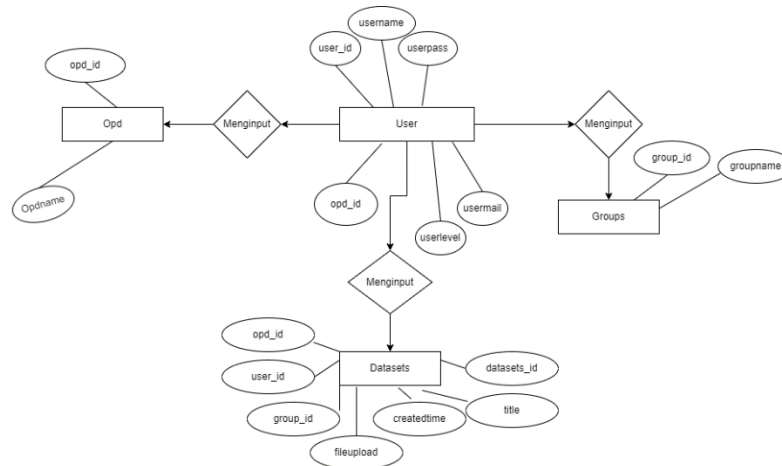 username
user_id
userpass
opd_id
Opd
Menginput
User
Menginput
group_id
groupname
Opdname
opd_id
usermail
userlevel
Groups
Menginput
opd_id
Datasets
datasets_id
user_id
group_id
createdtime
title
fileupload